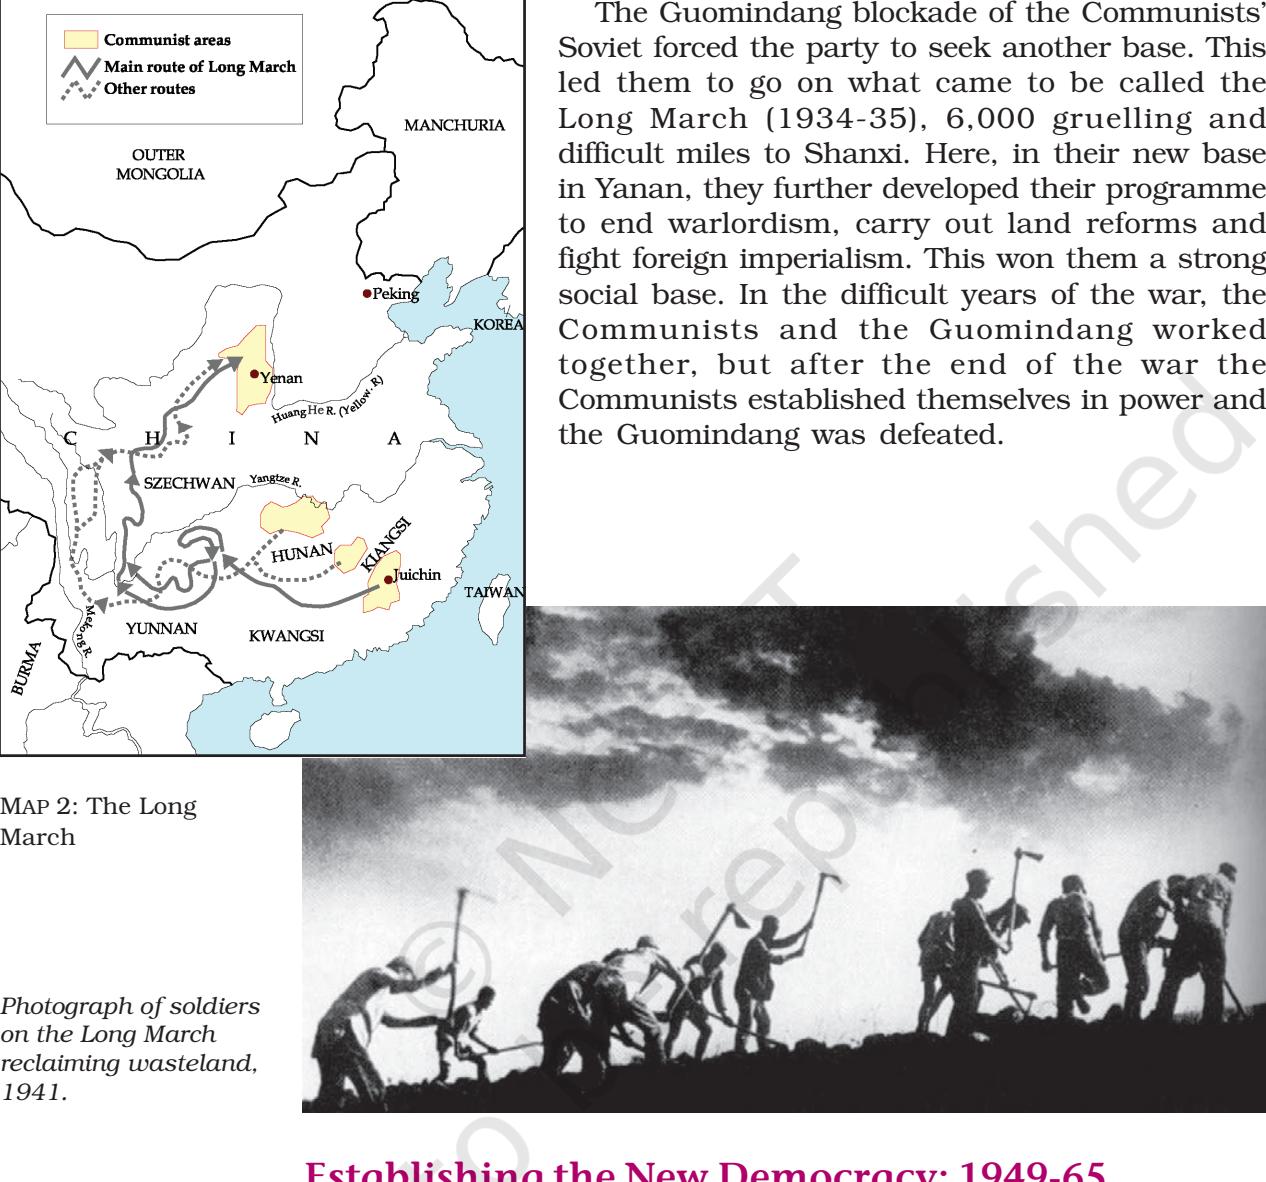 Communist areas
Main route of Long March
Other routes
MANCHURIA
OUTER
MONGOLIA
Peking
KOREA
Yenan
Huang He R. (Yellow. R)
C H I N A
SZECHWAN
Yangtze R.
HUNAN
KIANGSI
Juichin
TAIWAN
Mekong R.
YUNNAN
KWANGSI
BURMA
The Guomindang blockade of the Communists’
Soviet forced the party to seek another base. This
led them to go on what came to be called the
Long March (1934-35), 6,000 gruelling and
difficult miles to Shanxi. Here, in their new base
in Yanan, they further developed their programme
to end warlordism, carry out land reforms and
fight foreign imperialism. This won them a strong
social base. In the difficult years of the war, the
Communists and the Guomindang worked
together, but after the end of the war the
Communists established themselves in power and
the Guomindang was defeated.
MAP 2: The Long
March
Photograph of soldiers
on the Long March
reclaiming wasteland,
1941.
Establishing the New Democracy: 1949-65